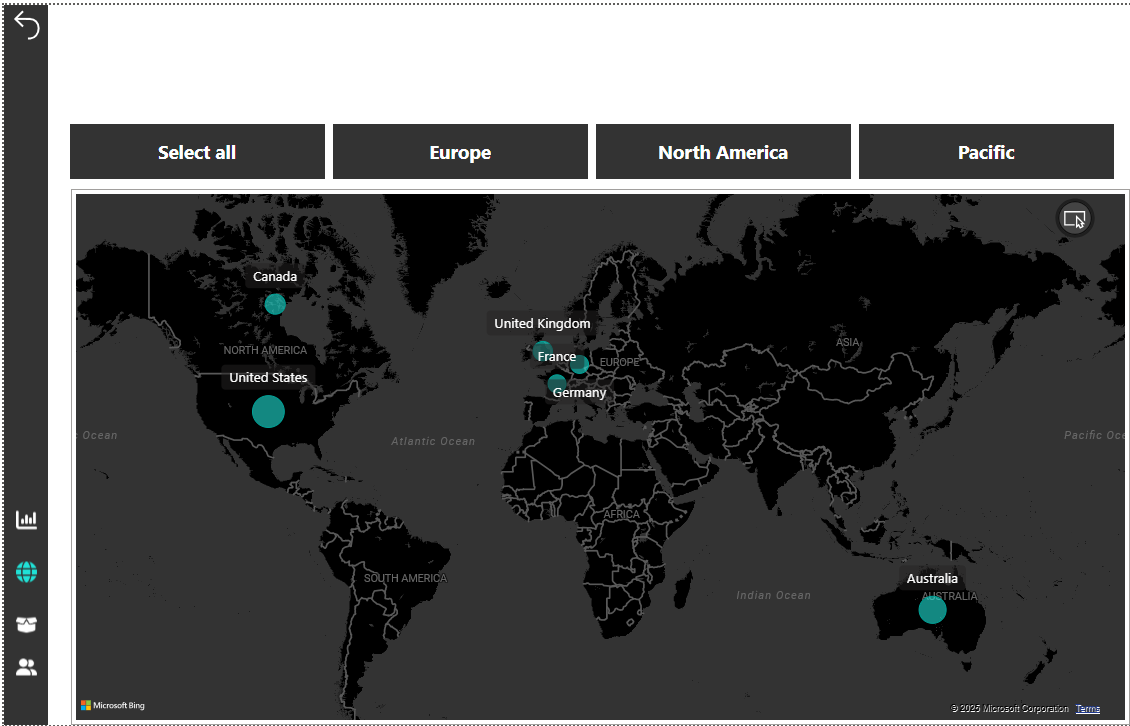 Select all
Europe
North America
Pacific
Canada
United Kingdom
NORTH AMERICA
France
EUROPE
ASIA
United States
Germany
c Ocean
Atlantic Ocean
Pacific Oce
AFRICA
SOUTH AMERICA
Australia
Indian Ocean
AUSTRALIA
Microsoft Bing
© 2025 Microsoft Corporation Terms